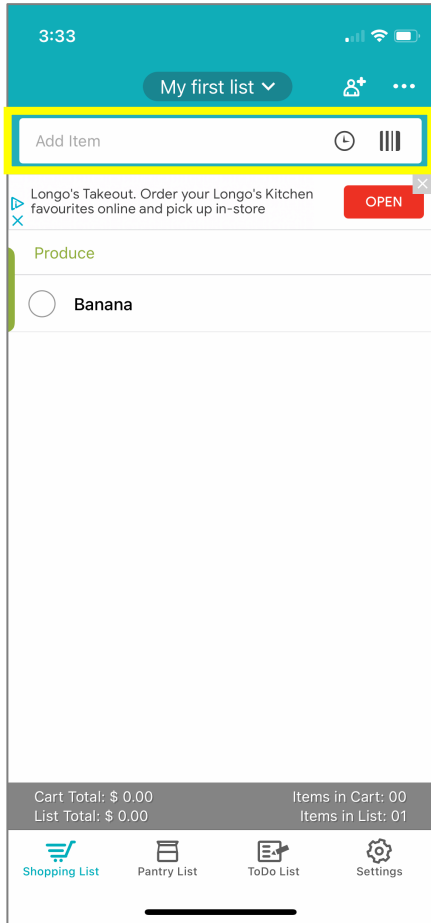 3:33
My first list
Add Item
Longo's Takeout. Order your Longo's Kitchen
favourites online and pick up in-store
OPEN
Produce
Banana
Cart Total: $ 0.00 Items in Cart: 00
List Total: $ 0.00 Items in List: 01
Shopping List Pantry List ToDo List Settings